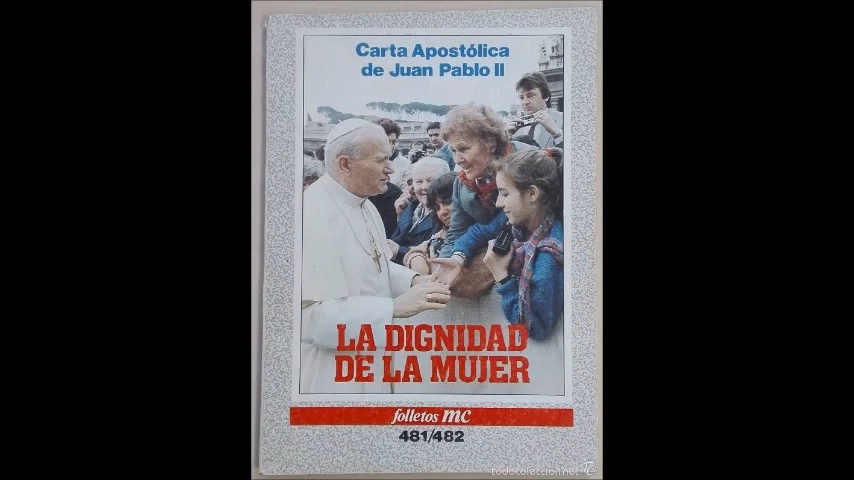 Carta Apostólica
de Juan Pablo II
LA DIGNIDAD
DE LA MUJER
folletos mc
481/482
todocoleccion.net